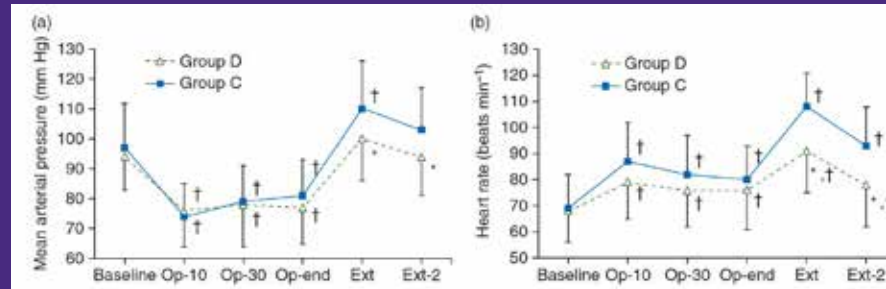 (a)
130
120
110
100
90
80
70
60
Mean arterial pressure (mm Hg)
Group D
Group C
† † † † † † † * *
Baseline Op-10 Op-30 Op-end Ext Ext-2
(b)
130
120
110
100
90
80
70
60
50
Heart rate (beats min⁻¹)
Group D
Group C
† † † † † † † † *,† *,
Baseline Op-10 Op-30 Op-end Ext Ext-2